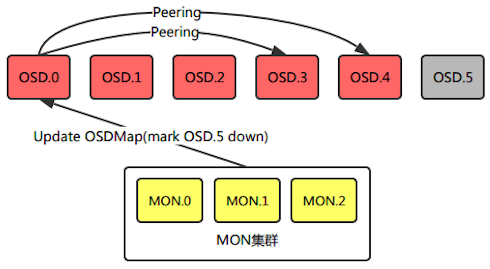 Peering
Peering
OSD.0 OSD.1 OSD.2 OSD.3 OSD.4 OSD.5
Update OSDMap(mark OSD.5 down)
MON.0 MON.1 MON.2
MON集群